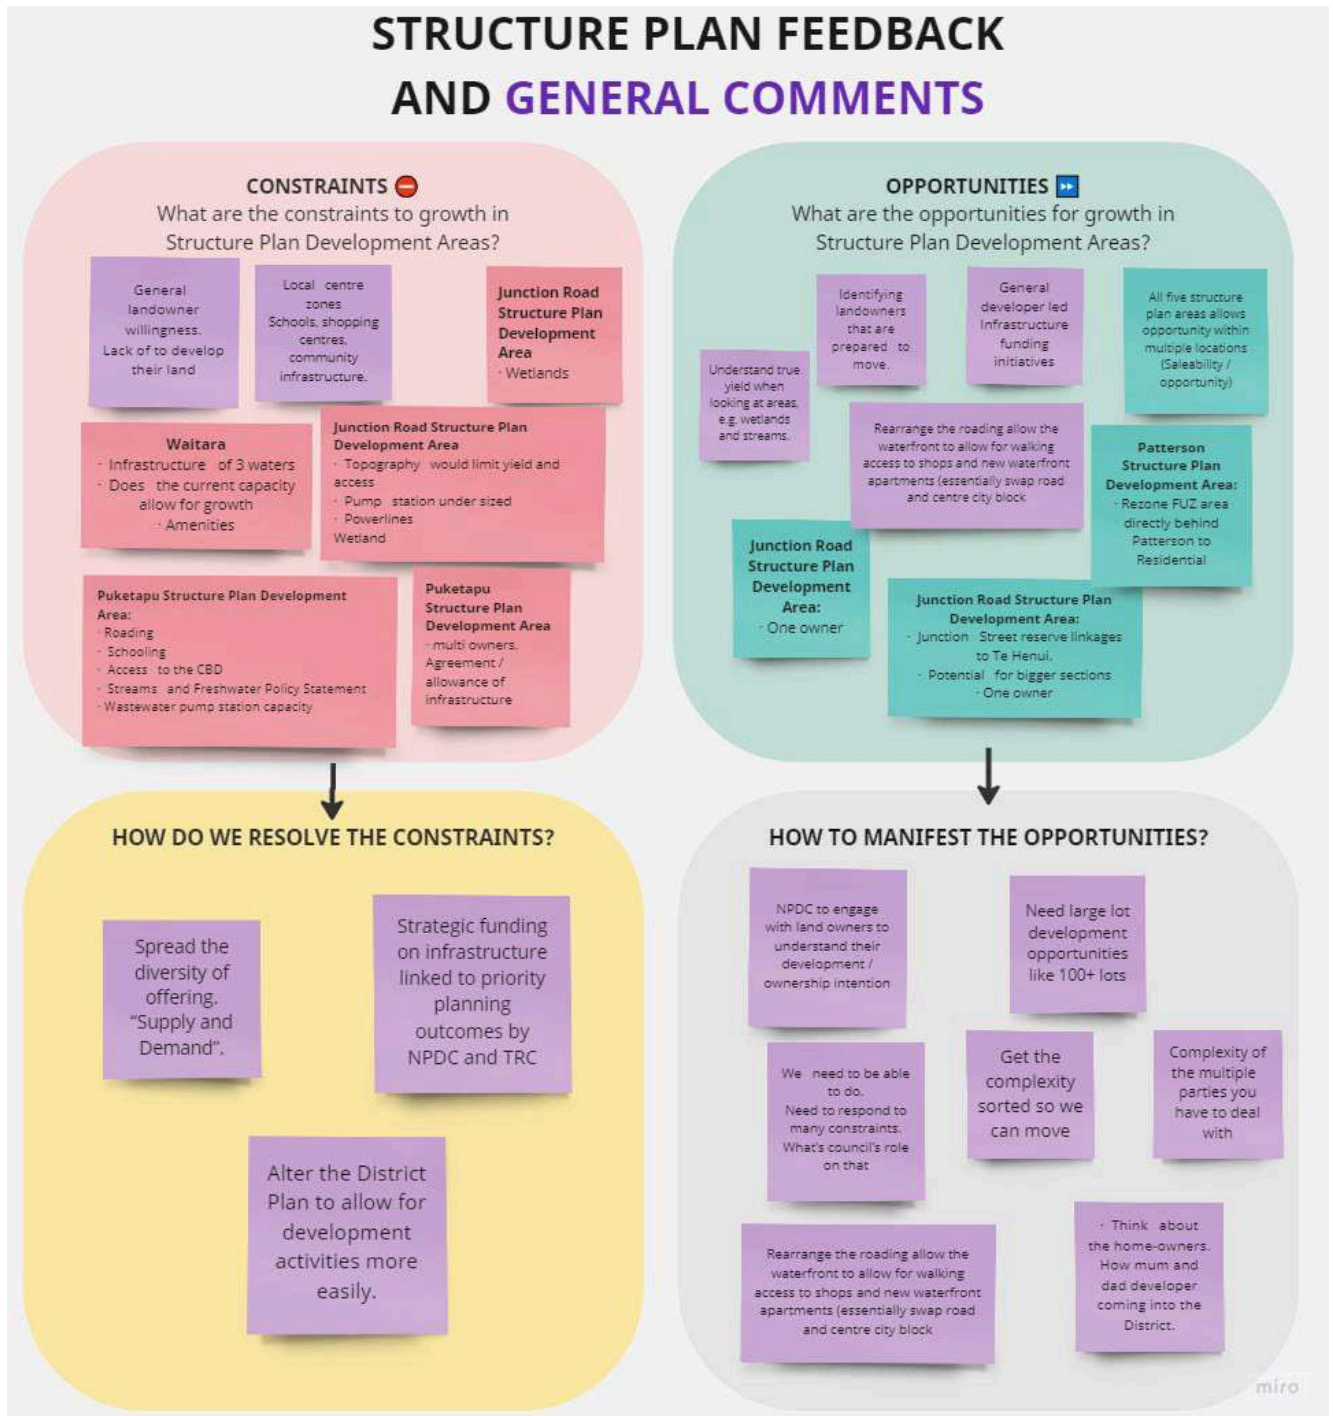 STRUCTURE PLAN FEEDBACK
AND GENERAL COMMENTS
CONSTRAINTS
What are the constraints to growth in
Structure Plan Development Areas?
General
landowner
willingness.
Lack of to develop
their land
Local centre
zones
Schools, shopping
centres,
community
infrastructure.
Junction Road
Structure Plan
Development
Area
· Wetlands
Waitara
· Infrastructure of 3 waters
· Does the current capacity
allow for growth
· Amenities
Junction Road Structure Plan
Development Area
· Topography would limit yield and
access
· Pump station under sized
· Powerlines
Wetland
Puketapu Structure Plan Development
Area:
· Roading
· Schooling
· Access to the CBD
· Streams and Freshwater Policy Statement
· Wastewater pump station capacity
Puketapu
Structure Plan
Development Area
· multi owners.
Agreement /
allowance of
infrastructure
OPPORTUNITIES
What are the opportunities for growth in
Structure Plan Development Areas?
Understand true
yield when
looking at areas,
e.g. wetlands
and streams.
Identifying
landowners
that are
prepared to
move.
General
developer led
Infrastructure
funding
initiatives
All five structure
plan areas allows
opportunity within
multiple locations
(Saleability /
opportunity)
Rearrange the roading allow the
waterfront to allow for walking
access to shops and new waterfront
apartments (essentially swap road
and centre city block
Patterson
Structure Plan
Development Area:
· Rezone FUZ area
directly behind
Patterson to
Residential
Junction Road
Structure Plan
Development
Area:
· One owner
Junction Road Structure Plan
Development Area:
· Junction Street reserve linkages
to Te Henui.
· Potential for bigger sections
· One owner
HOW DO WE RESOLVE THE CONSTRAINTS?
Spread the
diversity of
offering.
“Supply and
Demand”.
Strategic funding
on infrastructure
linked to priority
planning
outcomes by
NPDC and TRC
Alter the District
Plan to allow for
development
activities more
easily.
HOW TO MANIFEST THE OPPORTUNITIES?
NPDC to engage
with land owners to
understand their
development /
ownership intention
Need large lot
development
opportunities
like 100+ lots
We need to be able
to do.
Need to respond to
many constraints.
What's council's role
on that
Get the
complexity
sorted so we
can move
Complexity of
the multiple
parties you
have to deal
with
Rearrange the roading allow the
waterfront to allow for walking
access to shops and new waterfront
apartments (essentially swap road
and centre city block
· Think about
the home-owners.
How mum and
dad developer
coming into the
District.
miro